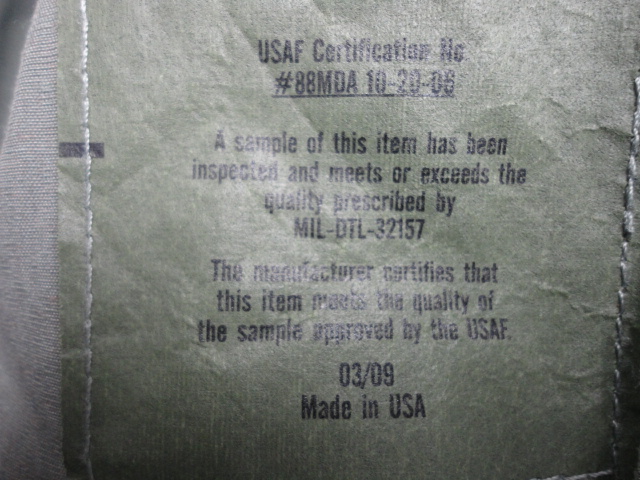 USAF Certification No
#88MDA 10-20-06
A sample of this item has been
inspected and meets or exceeds the
quality prescribed by
MIL-DTL-32157
The manufacturer certifies that
this item meets the quality of
the sample approved by the USAF.
03/09
Made in USA